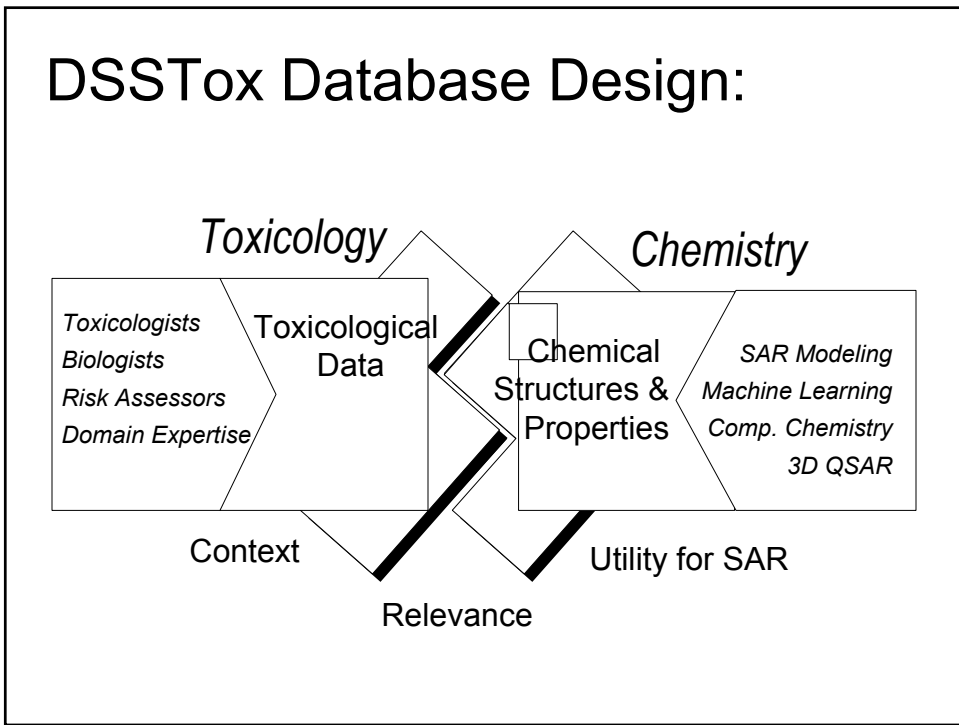 DSSTox Database Design:
Toxicology
Chemistry
Toxicologists
Biologists
Risk Assessors
Domain Expertise
Toxicological
Data
Chemical
Structures &
Properties
SAR Modeling
Machine Learning
Comp. Chemistry
3D QSAR
Context
Relevance
Utility for SAR